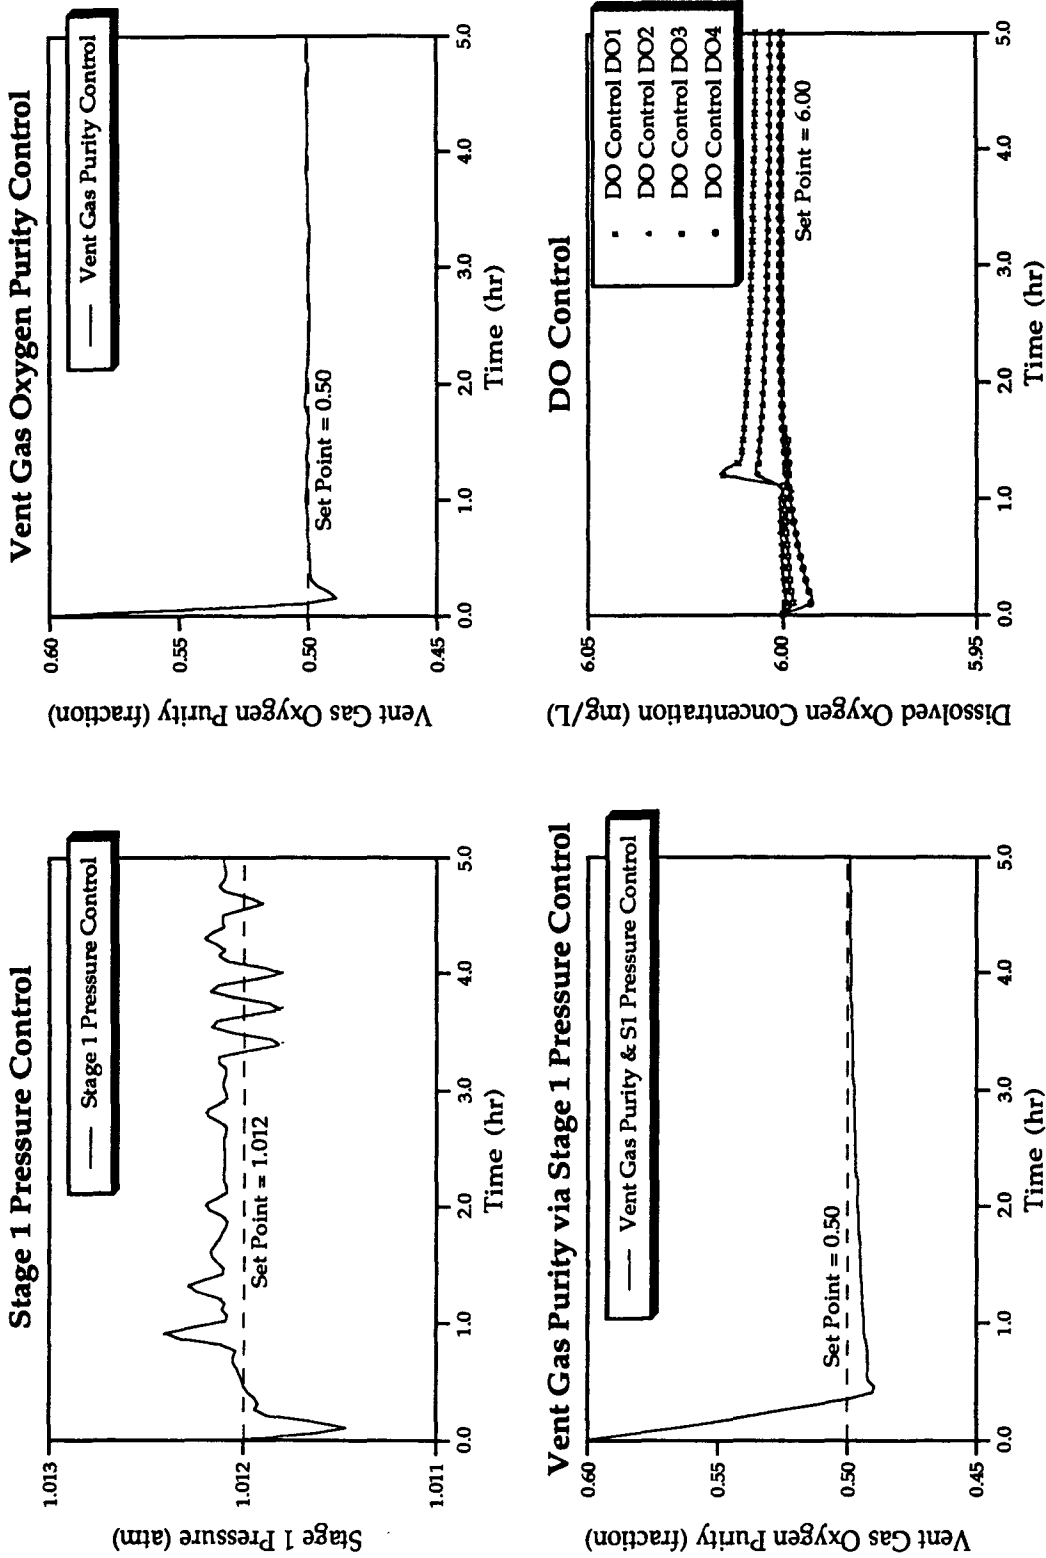 Stage 1 Pressure Control
Stage 1 Pressure Control
Stage 1 Pressure (atm)
1.013
1.012
1.011
Set Point = 1.012
0.0 1.0 2.0 3.0 4.0 5.0
Time (hr)
Vent Gas Oxygen Purity Control
Vent Gas Purity Control
Vent Gas Oxygen Purity (fraction)
0.60
0.55
0.50
0.45
Set Point = 0.50
0.0 1.0 2.0 3.0 4.0 5.0
Time (hr)
Vent Gas Purity via Stage 1 Pressure Control
Vent Gas Purity & S1 Pressure Control
Vent Gas Oxygen Purity (fraction)
0.60
0.55
0.50
0.45
Set Point = 0.50
0.0 1.0 2.0 3.0 4.0 5.0
Time (hr)
DO Control
DO Control DO1
DO Control DO2
DO Control DO3
DO Control DO4
Dissolved Oxygen Concentration (mg/L)
6.05
6.00
5.95
Set Point = 6.00
0.0 1.0 2.0 3.0 4.0 5.0
Time (hr)